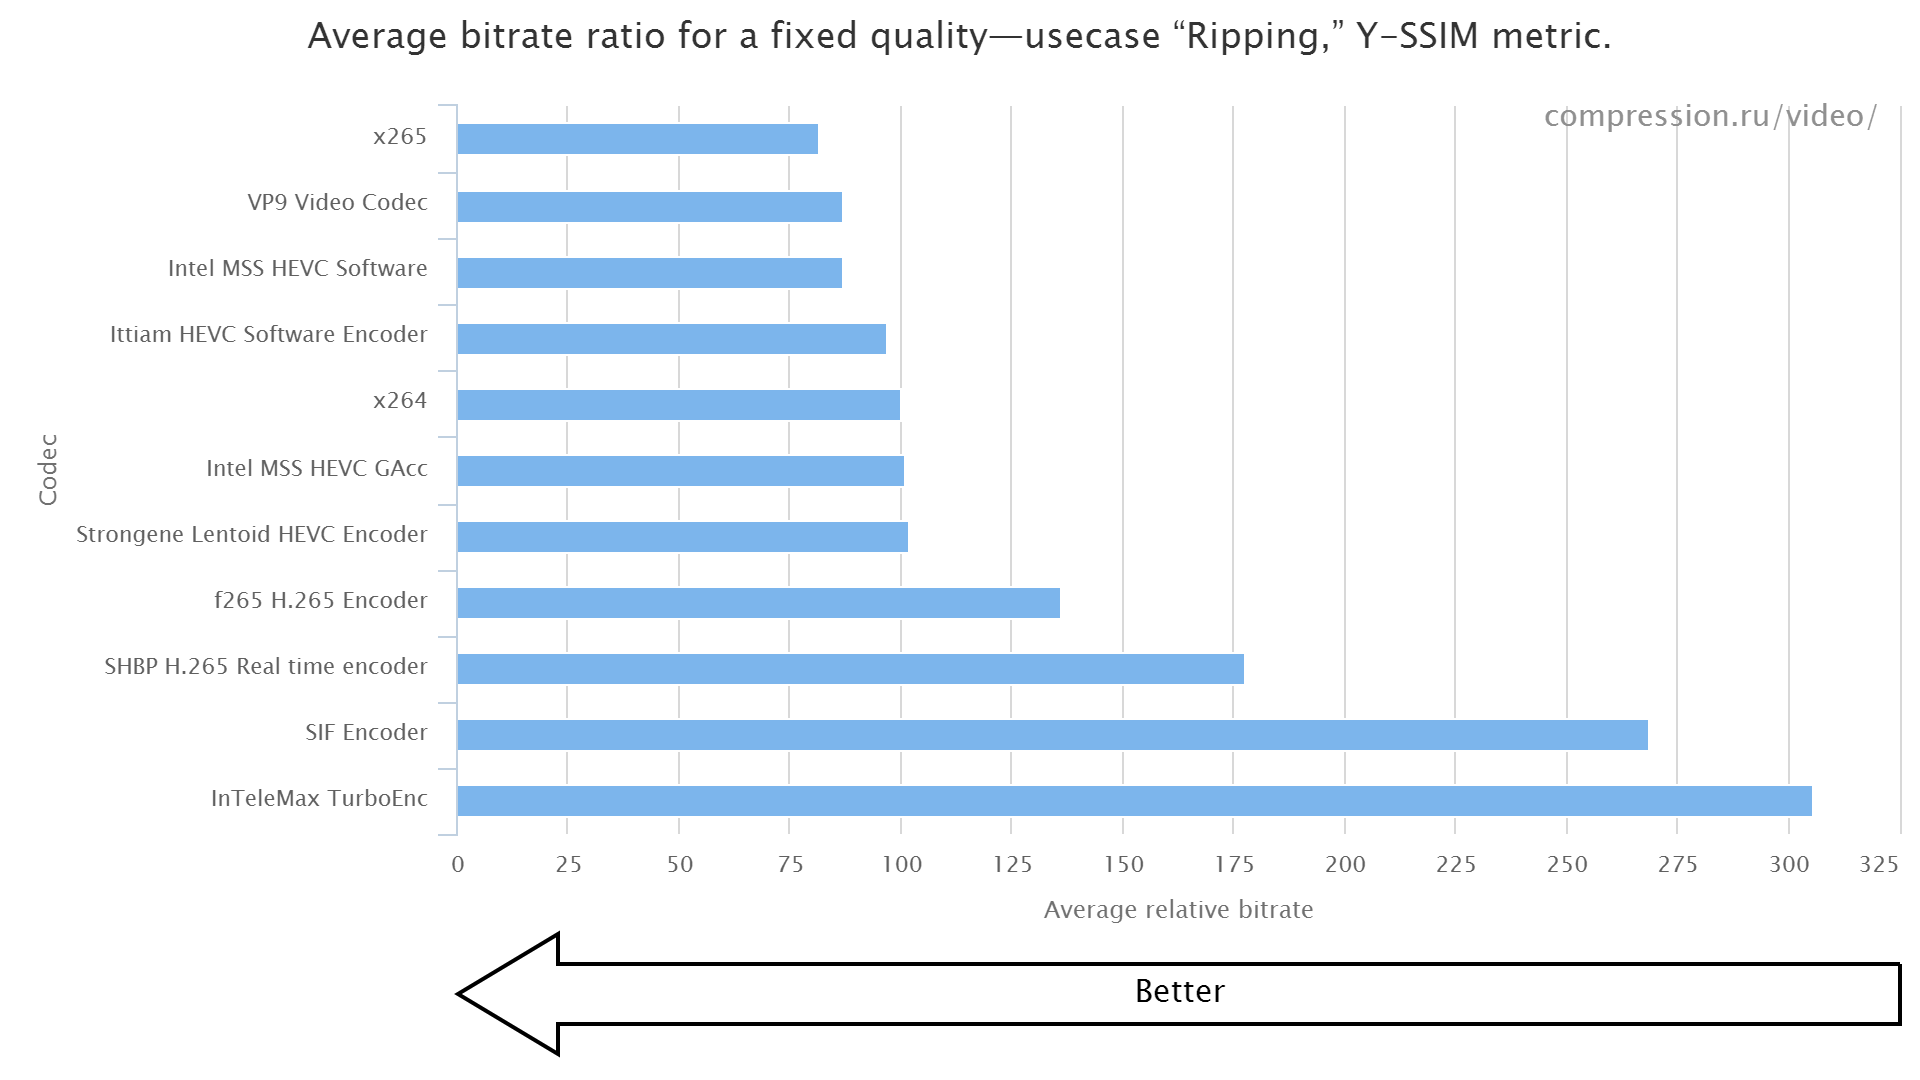 Average bitrate ratio for a fixed quality—usecase “Ripping,” Y-SSIM metric.
compression.ru/video/
x265
VP9 Video Codec
Intel MSS HEVC Software
Ittiam HEVC Software Encoder
x264
Intel MSS HEVC GAcc
Strongene Lentoid HEVC Encoder
f265 H.265 Encoder
SHBP H.265 Real time encoder
SIF Encoder
InTeleMax TurboEnc
Codec
0 25 50 75 100 125 150 175 200 225 250 275 300 325
Average relative bitrate
Better